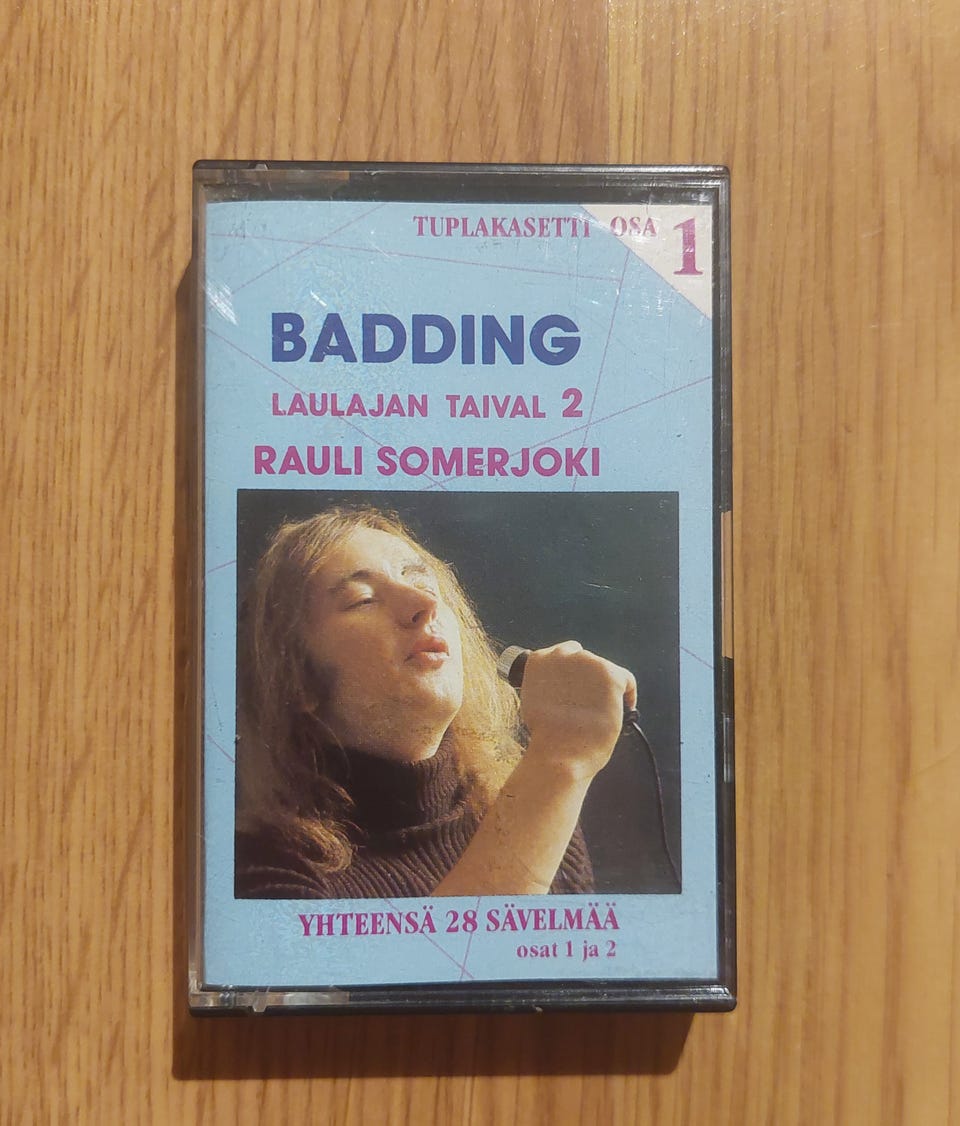 TUPLAKASETTI OSA 1
BADDING
LAULAJAN TAIVAL 2
RAULI SOMERJOKI
YHTEENSÄ 28 SÄVELMÄÄ
osat 1 ja 2